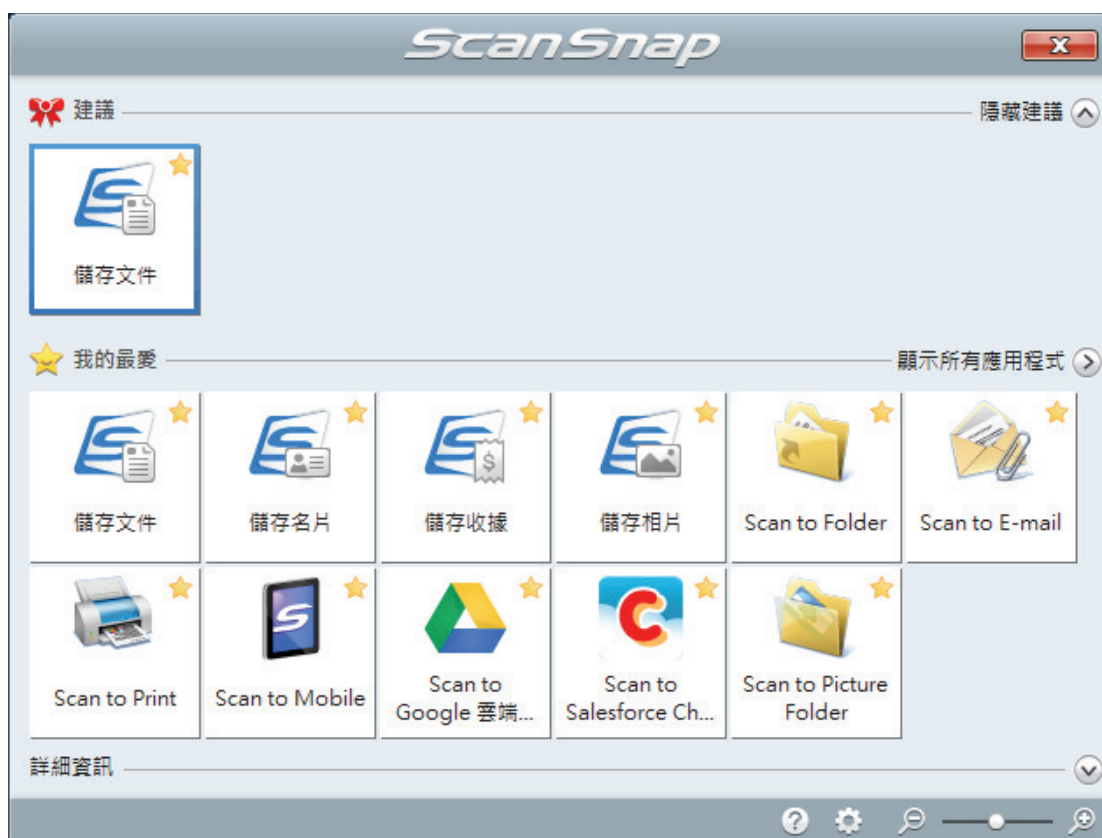 ScanSnap
建議
隱藏建議
儲存文件
我的最愛
顯示所有應用程式
儲存文件
儲存名片
儲存收據
儲存相片
Scan to Folder
Scan to E-mail
Scan to Print
Scan to Mobile
Scan to
Google 雲端...
Scan to
Salesforce Ch...
Scan to Picture
Folder
詳細資訊